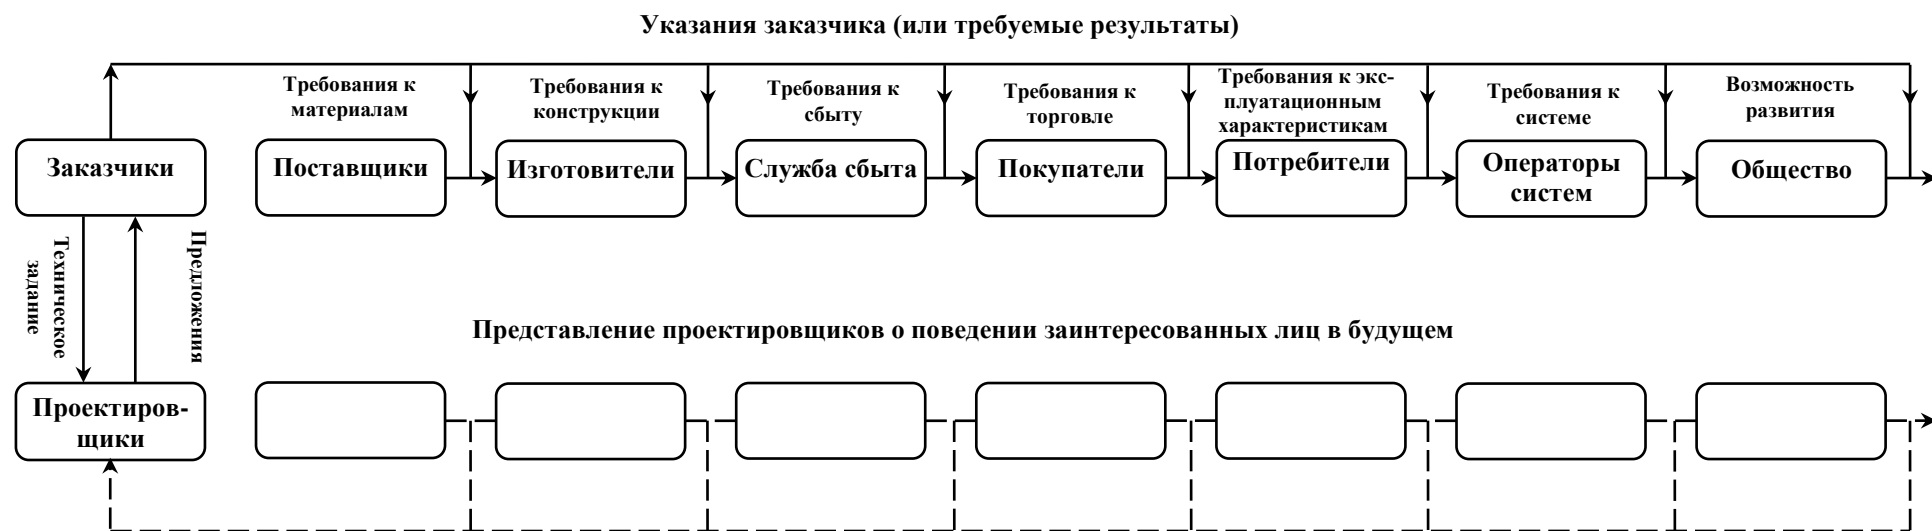 Указания заказчика (или требуемые результаты)
Требования к
материалам
Требования к
конструкции
Требования к
сбыту
Требования к
торговле
Требования к экс-
плуатационным
характеристикам
Требования к
системе
Возможность
развития
Заказчики
Поставщики
Изготовители
Служба сбыта
Покупатели
Потребители
Операторы
систем
Общество
Техническое
задание
Предложения
Представление проектировщиков о поведении заинтересованных лиц в будущем
Проектиров-
щики